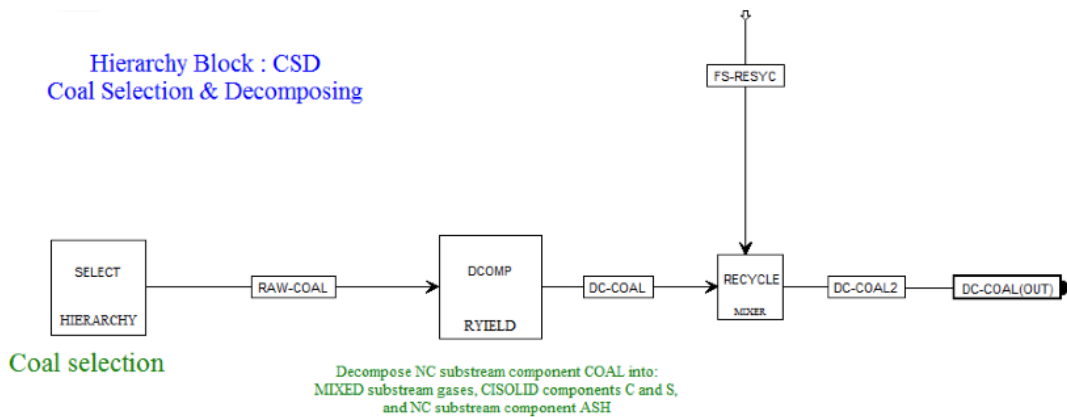 Hierarchy Block : CSD
Coal Selection & Decomposing
FS-RESYC
SELECT
HIERARCHY
RAW-COAL
DCOMP
RYIELD
DC-COAL
RECYCLE
MIXER
DC-COAL2
DC-COAL(OUT)
Coal selection
Decompose NC substream component COAL into:
MIXED substream gases, CISOLID components C and S,
and NC substream component ASH